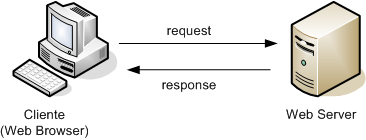 request
response
Cliente
(Web Browser)
Web Server